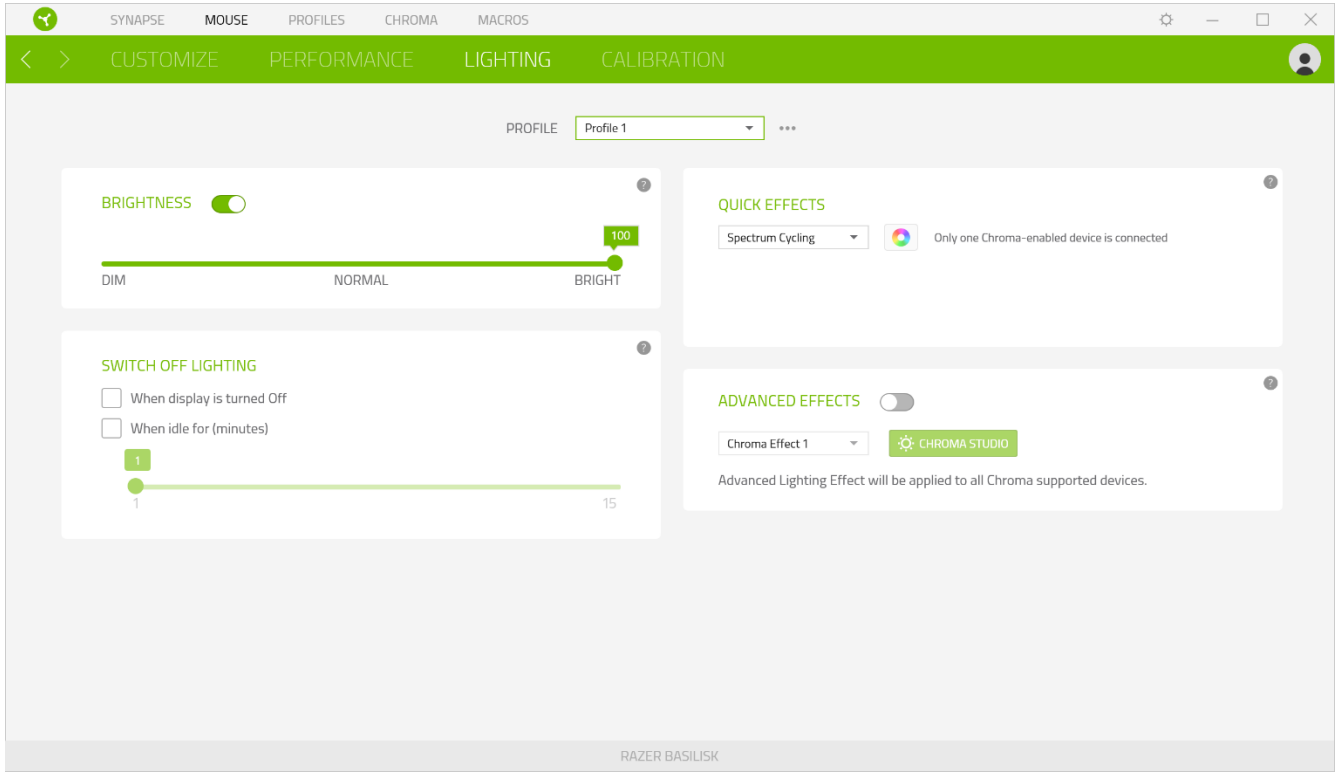 SYNAPSE MOUSE PROFILES CHROMA MACROS
CUSTOMIZE PERFORMANCE LIGHTING CALIBRATION
PROFILE Profile 1
BRIGHTNESS
100
DIM NORMAL BRIGHT
SWITCH OFF LIGHTING
When display is turned Off
When idle for (minutes)
1
1 15
QUICK EFFECTS
Spectrum Cycling Only one Chroma-enabled device is connected
ADVANCED EFFECTS
Chroma Effect 1 CHROMA STUDIO
Advanced Lighting Effect will be applied to all Chroma supported devices.
RAZER BASILISK